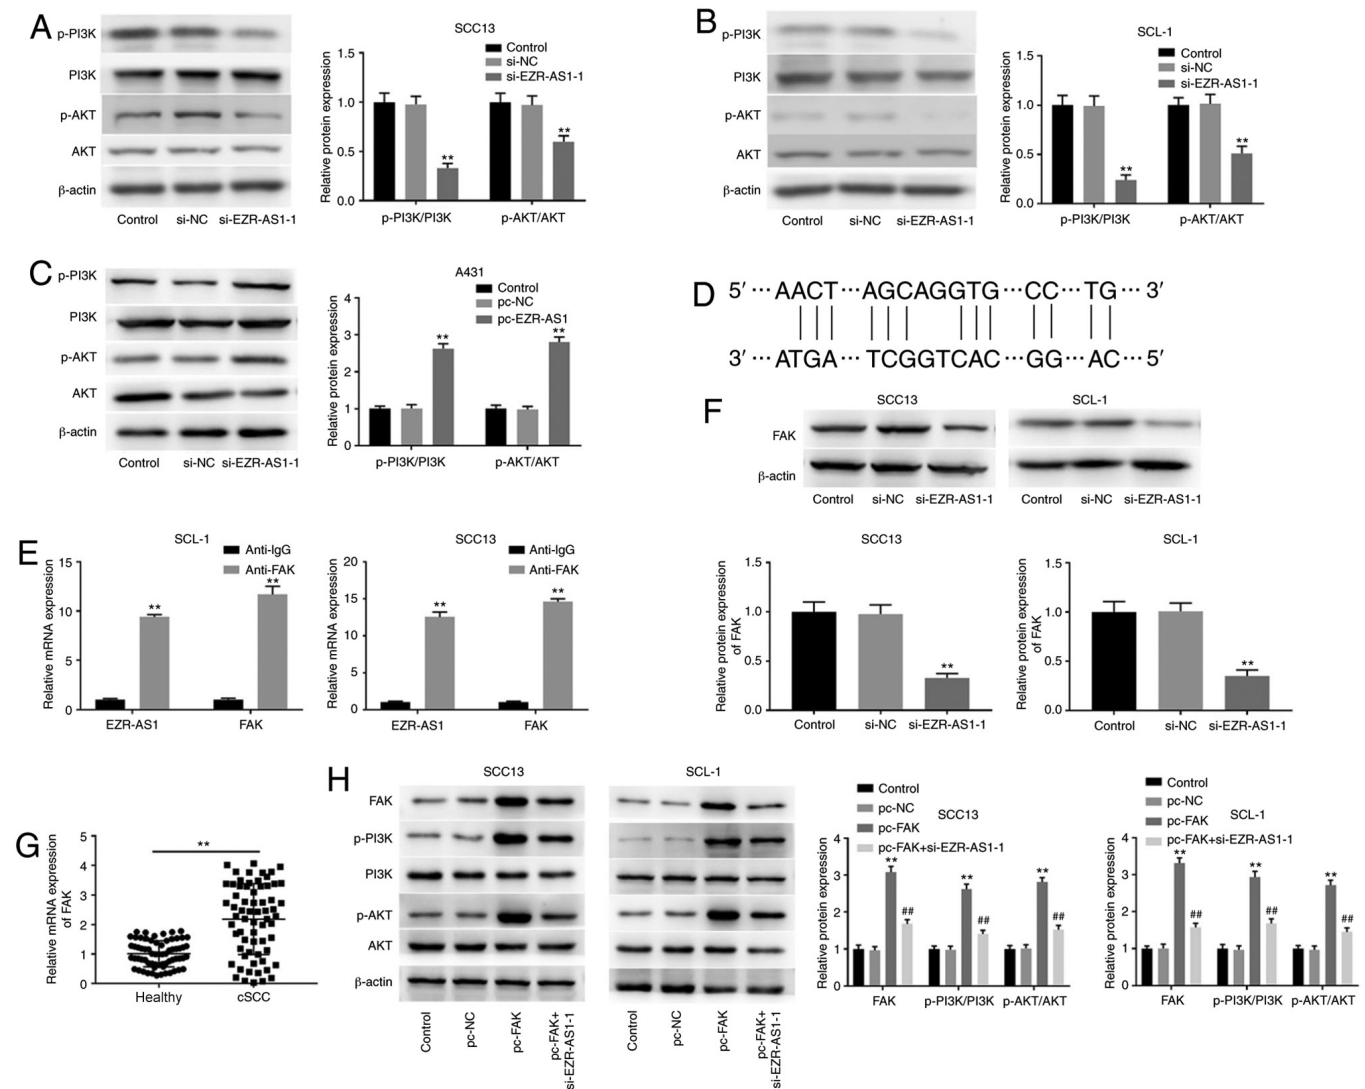 A
p-PI3K
PI3K
p-AKT
AKT
β-actin
Control si-NC si-EZR-AS1-1
SCC13
Control
si-NC
si-EZR-AS1-1
Relative protein expression
1.5
1.0
0.5
0.0
**
**
p-PI3K/PI3K p-AKT/AKT
B
p-PI3K
PI3K
p-AKT
AKT
β-actin
Control si-NC si-EZR-AS1-1
SCL-1
Control
si-NC
si-EZR-AS1-1
Relative protein expression
1.5
1.0
0.5
0.0
**
**
p-PI3K/PI3K p-AKT/AKT
C
p-PI3K
PI3K
p-AKT
AKT
β-actin
Control si-NC si-EZR-AS1-1
A431
Control
pc-NC
pc-EZR-AS1
Relative protein expression
4
3
2
1
0
**
**
p-PI3K/PI3K p-AKT/AKT
D
5′ ··· AACT ··· AGCAGGTG ··· CC ··· TG ··· 3′
3′ ··· ATGA ··· TCGGTCAC ··· GG ··· AC ··· 5′
E
SCL-1
Anti-IgG
Anti-FAK
Relative mRNA expression
15
10
5
0
**
**
EZR-AS1 FAK
SCC13
Anti-IgG
Anti-FAK
Relative mRNA expression
20
15
10
5
0
**
**
EZR-AS1 FAK
F
SCC13 SCL-1
FAK
β-actin
Control si-NC si-EZR-AS1-1 Control si-NC si-EZR-AS1-1
SCC13
Relative protein expression
of FAK
1.5
1.0
0.5
0.0
**
Control si-NC si-EZR-AS1-1
SCL-1
Relative protein expression
of FAK
1.5
1.0
0.5
0.0
**
Control si-NC si-EZR-AS1-1
G
Relative mRNA expression
of FAK
5
4
3
2
1
0
**
Healthy cSCC
H
SCC13 SCL-1
FAK
p-PI3K
PI3K
p-AKT
AKT
β-actin
Control
pc-NC
pc-FAK
pc-FAK+
si-EZR-AS1-1
Control
pc-NC
pc-FAK
pc-FAK+
si-EZR-AS1-1
Control
pc-NC
pc-FAK
pc-FAK+si-EZR-AS1-1
SCC13
Relative protein expression
4
3
2
1
0
**
##
**
##
**
##
FAK p-PI3K/PI3K p-AKT/AKT
Control
pc-NC
pc-FAK
pc-FAK+si-EZR-AS1-1
SCL-1
Relative protein expression
4
3
2
1
0
**
##
**
##
**
##
FAK p-PI3K/PI3K p-AKT/AKT